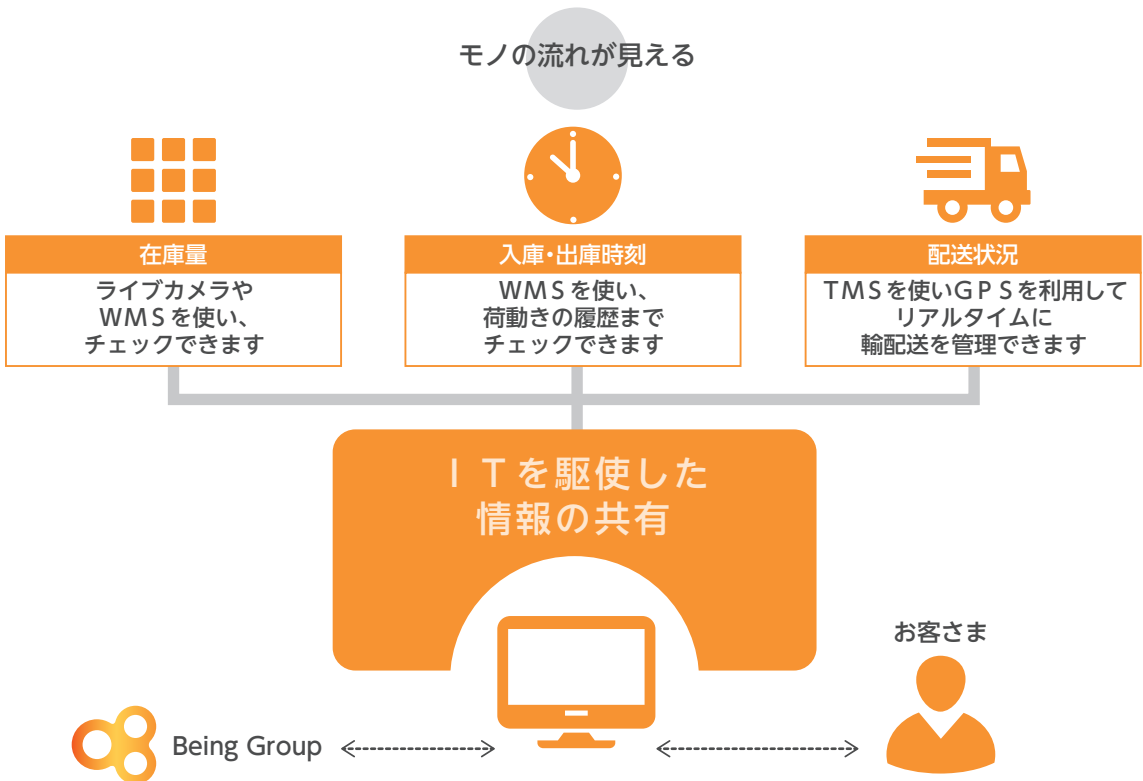 モノの流れが見える
在庫量
ライブカメラや
ＷＭＳを使い、
チェックできます
入庫・出庫時刻
ＷＭＳを使い、
荷動きの履歴まで
チェックできます
配送状況
ＴＭＳを使いＧＰＳを利用して
リアルタイムに
輸配送を管理できます
ＩＴを駆使した
情報の共有
お客さま
Being Group